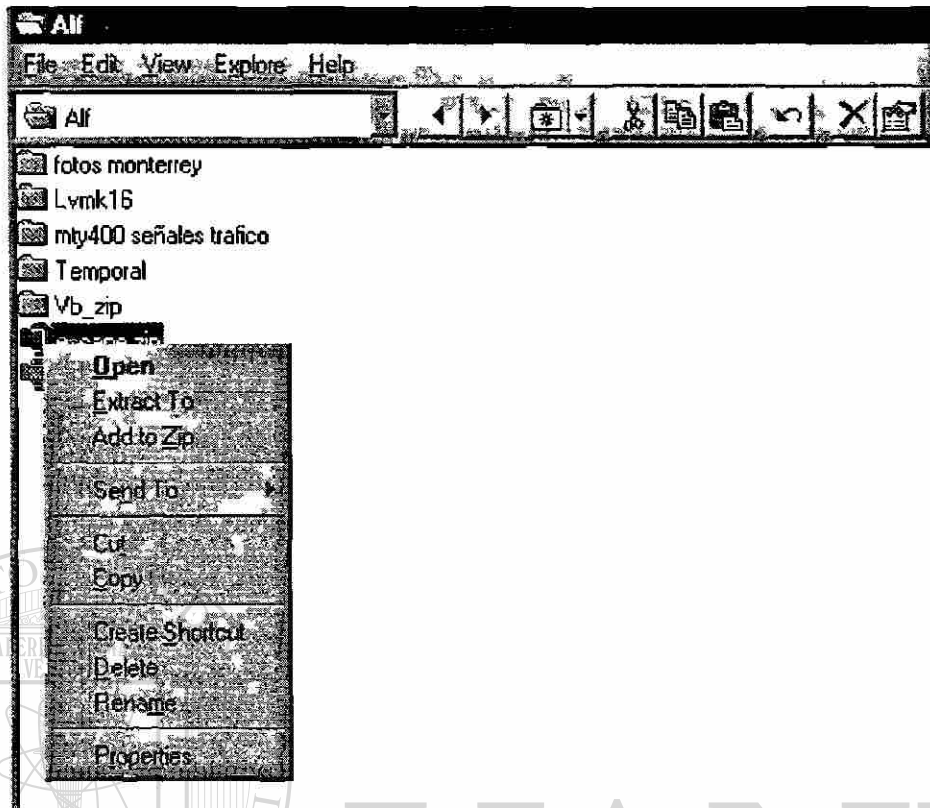 Alf
File Edit View Explore Help
Alf
fotos monterrey
Lvmk16
mty400 señales trafico
Temporal
Vb_zip
Open
Extract To
Add to Zip
Send To
Cut
Copy
Create Shortcut
Delete
Rename
Properties